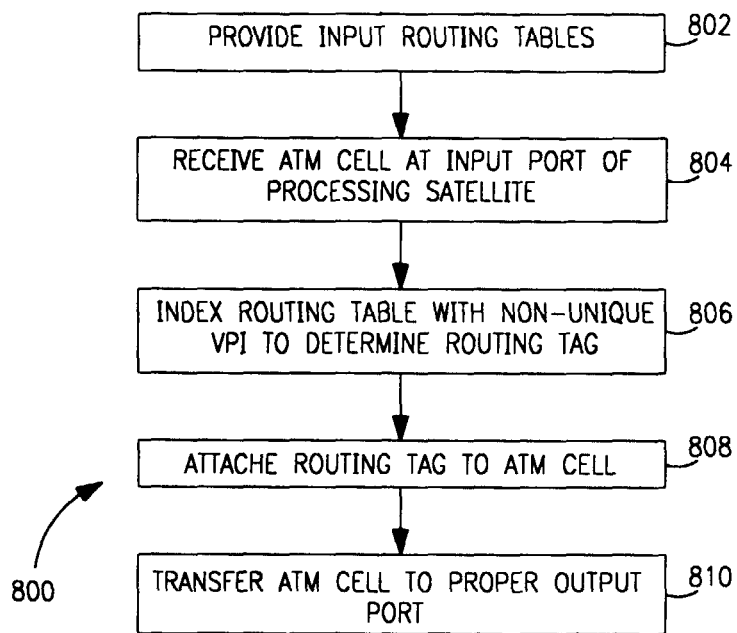 PROVIDE INPUT ROUTING TABLES
802
RECEIVE ATM CELL AT INPUT PORT OF
PROCESSING SATELLITE
804
INDEX ROUTING TABLE WITH NON-UNIQUE
VPI TO DETERMINE ROUTING TAG
806
ATTACHE ROUTING TAG TO ATM CELL
808
TRANSFER ATM CELL TO PROPER OUTPUT
PORT
810
800